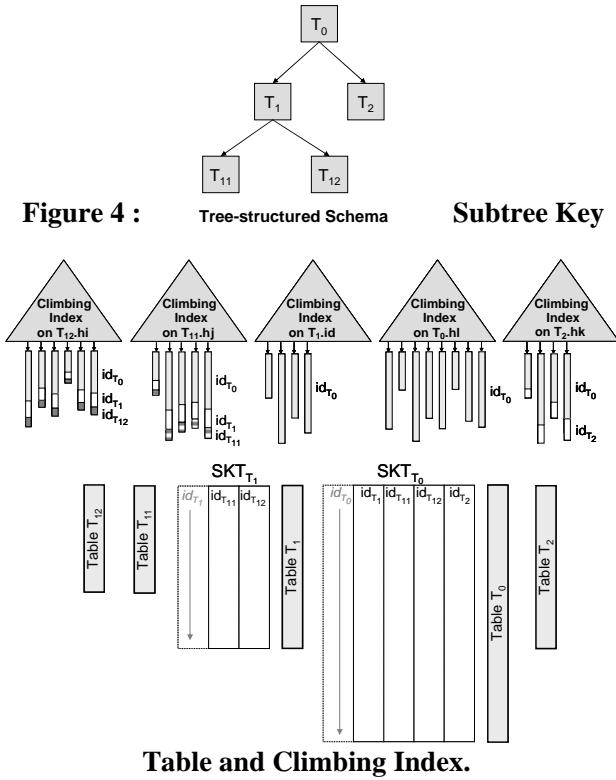 T0
T1 T2
T11 T12
Figure 4 : Tree-structured Schema Subtree Key
Climbing Index on T12.hi
Climbing Index on T11.hj
Climbing Index on T1.id
Climbing Index on T0.hl
Climbing Index on T2.hk
idT0
idT1
idT12
idT0
idT1
idT11
idT0
idT0
idT0
idT2
SKTT1 SKTT0
Table T12
Table T11
idT1 idT11 idT12
Table T1
idT0 idT1 idT11 idT12 idT2
Table T0
Table T2
Table and Climbing Index.